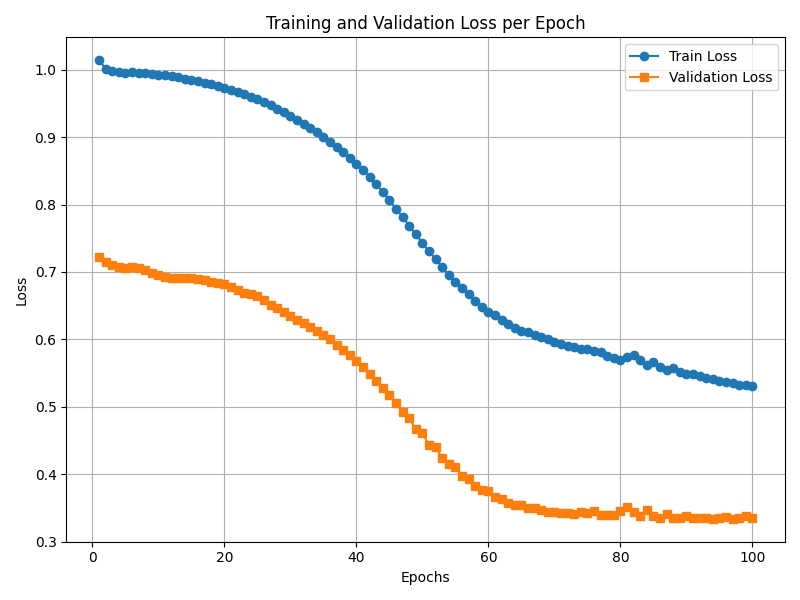 Training and Validation Loss per Epoch
Train Loss
Validation Loss
Loss
1.0
0.9
0.8
0.7
0.6
0.5
0.4
0.3
0 20 40 60 80 100
Epochs